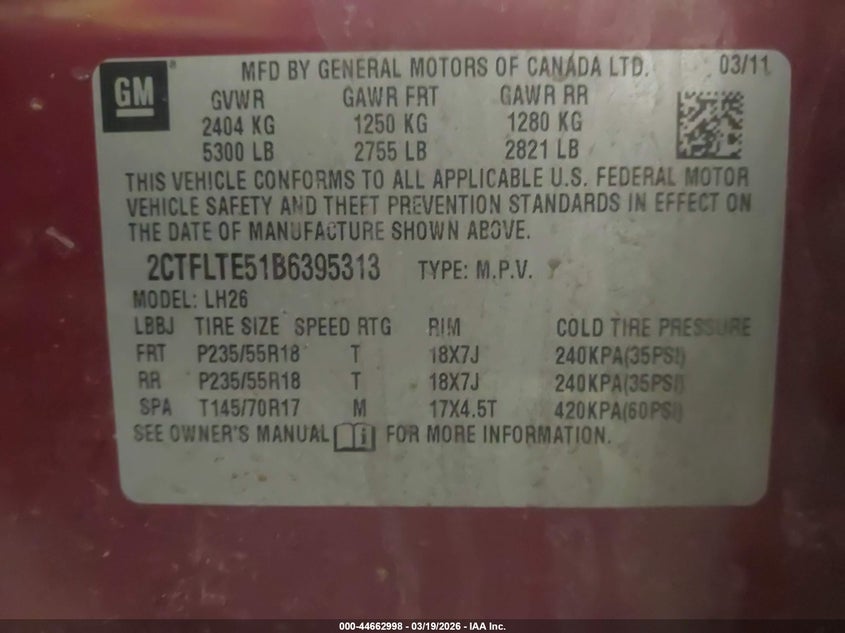 GM ® MFD BY GENERAL MOTORS OF CANADA LTD. 03/11
GVWR GAWR FRT GAWR RR
2404 KG 1250 KG 1280 KG
5300 LB 2755 LB 2821 LB
THIS VEHICLE CONFORMS TO ALL APPLICABLE U.S. FEDERAL MOTOR
VEHICLE SAFETY AND THEFT PREVENTION STANDARDS IN EFFECT ON
THE DATE OF MANUFACTURE SHOWN ABOVE.
2CTFLTE51B6395313 TYPE: M.P.V.
MODEL: LH26
LBBJ TIRE SIZE SPEED RTG RIM COLD TIRE PRESSURE
FRT P235/55R18 T 18X7J 240KPA(35PSI)
RR P235/55R18 T 18X7J 240KPA(35PSI)
SPA T145/70R17 M 17X4.5T 420KPA(60PSI)
SEE OWNER'S MANUAL FOR MORE INFORMATION.
000-44662998 - 03/19/2026 - IAA Inc.